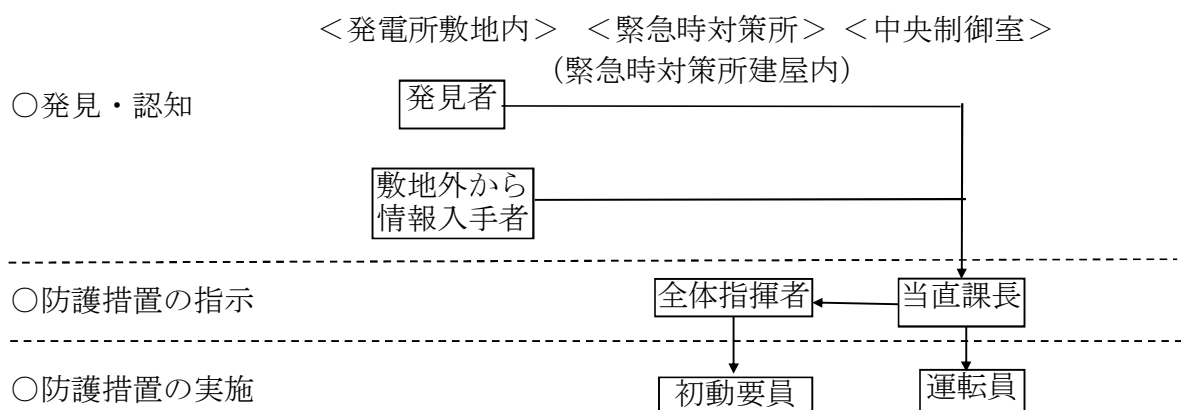 ＜発電所敷地内＞ ＜緊急時対策所＞ ＜中央制御室＞
（緊急時対策所建屋内）
○発見・認知
発見者
敷地外から
情報入手者
○防護措置の指示
全体指揮者
当直課長
○防護措置の実施
初動要員
運転員